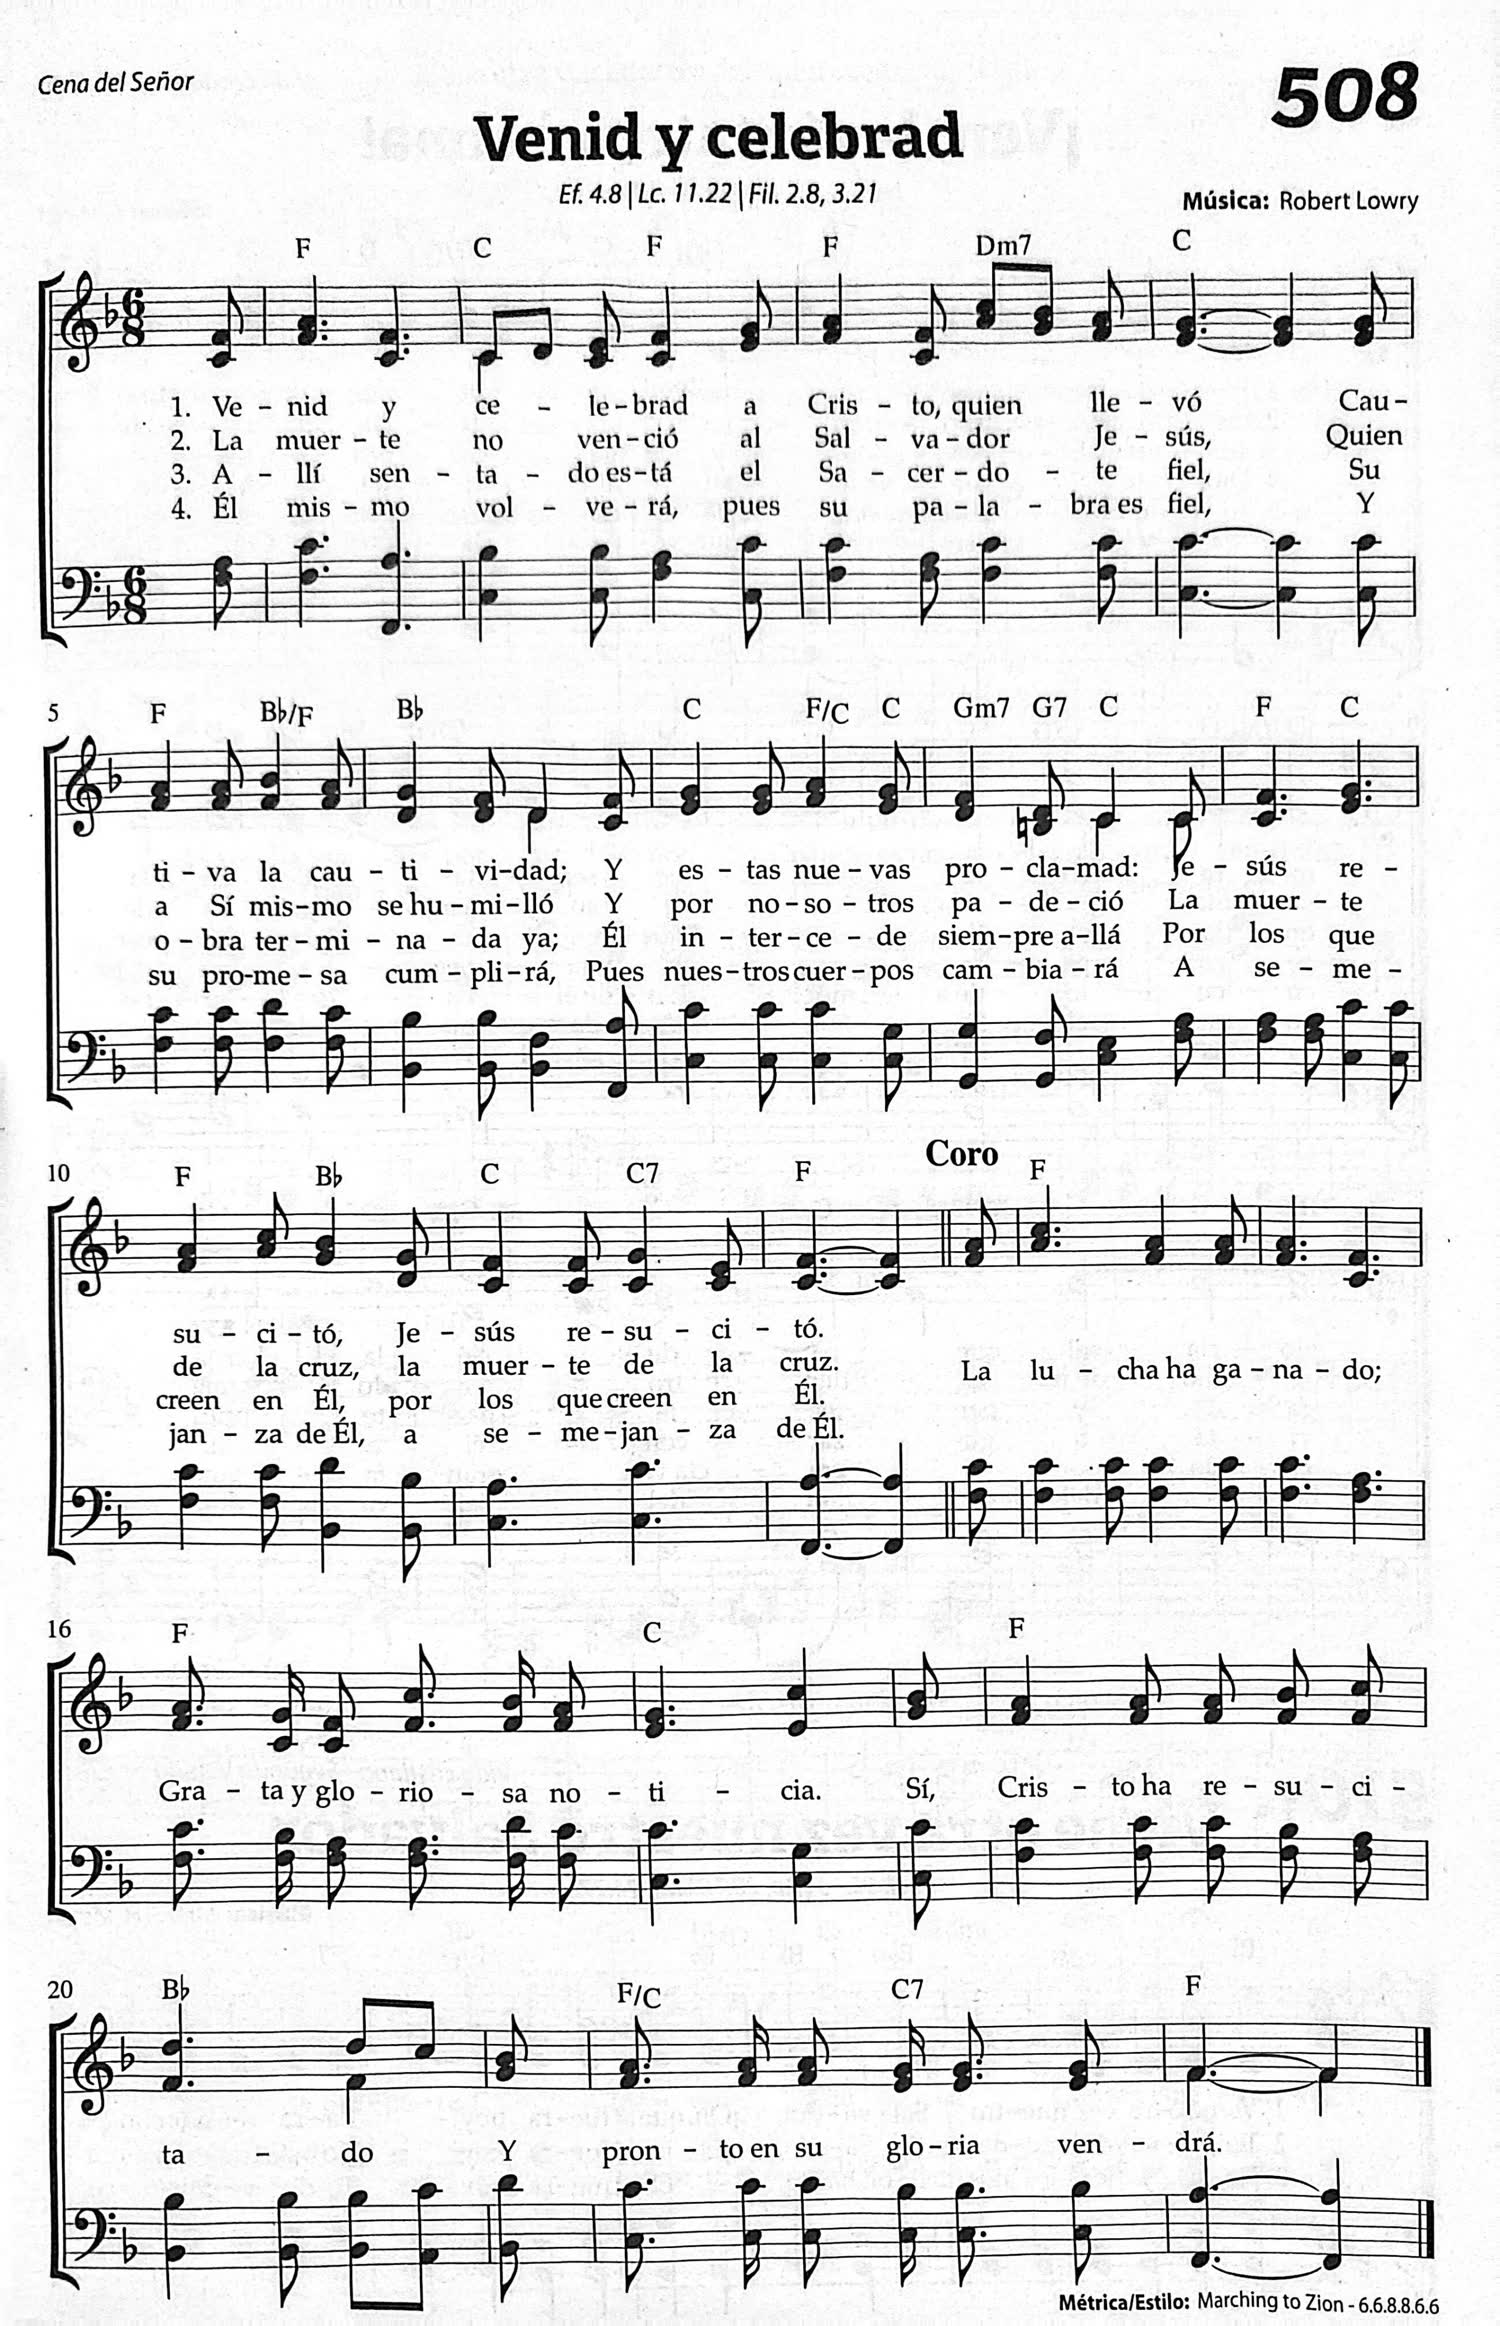 Cena del Señor
508
Venid y celebrad
Ef. 4.8 | Lc. 11.22 | Fil. 2.8, 3.21
Música: Robert Lowry
F C F F Dm7 C
6 8
1. Ve – nid y ce – le – brad a Cris – to, quien lle – vó Cau –
2. La muer – te no ven – ció al Sal – va – dor Je – sús, Quien
3. A – llí sen – ta – do es – tá el Sa – cer – do – te fiel, Su
4. Él mis – mo vol – ve – rá, pues su pa – la – bra es fiel, Y
6 8
5 F B♭/F B♭ C F/C C Gm7 G7 C F C
ti – va la cau – ti – vi – dad; Y es – tas nue – vas pro – cla – mad: Je – sús re –
a Sí mis – mo se hu – mi – lló Y por no – so – tros pa – de – ció La muer – te
o – bra ter – mi – na – da ya; Él in – ter – ce – de siem – pre a – llá Por los que
su pro – me – sa cum – pli – rá, Pues nues – tros cuer – pos cam – bia – rá A se – me –
10 F B♭ C C7 F Coro F
su – ci – tó, Je – sús re – su – ci – tó.
de la cruz, la muer – te de la cruz. La lu – cha ha ga – na – do;
creen en Él, por los que creen en Él.
jan – za de Él, a se – me – jan – za de Él.
16 F C F
Gra – ta y glo – rio – sa no – ti – cia. Sí, Cris – to ha re – su – ci –
20 B♭ F/C C7 F
ta – do Y pron – to en su glo – ria ven – drá.
Métrica/Estilo: Marching to Zion - 6.6.8.8.6.6